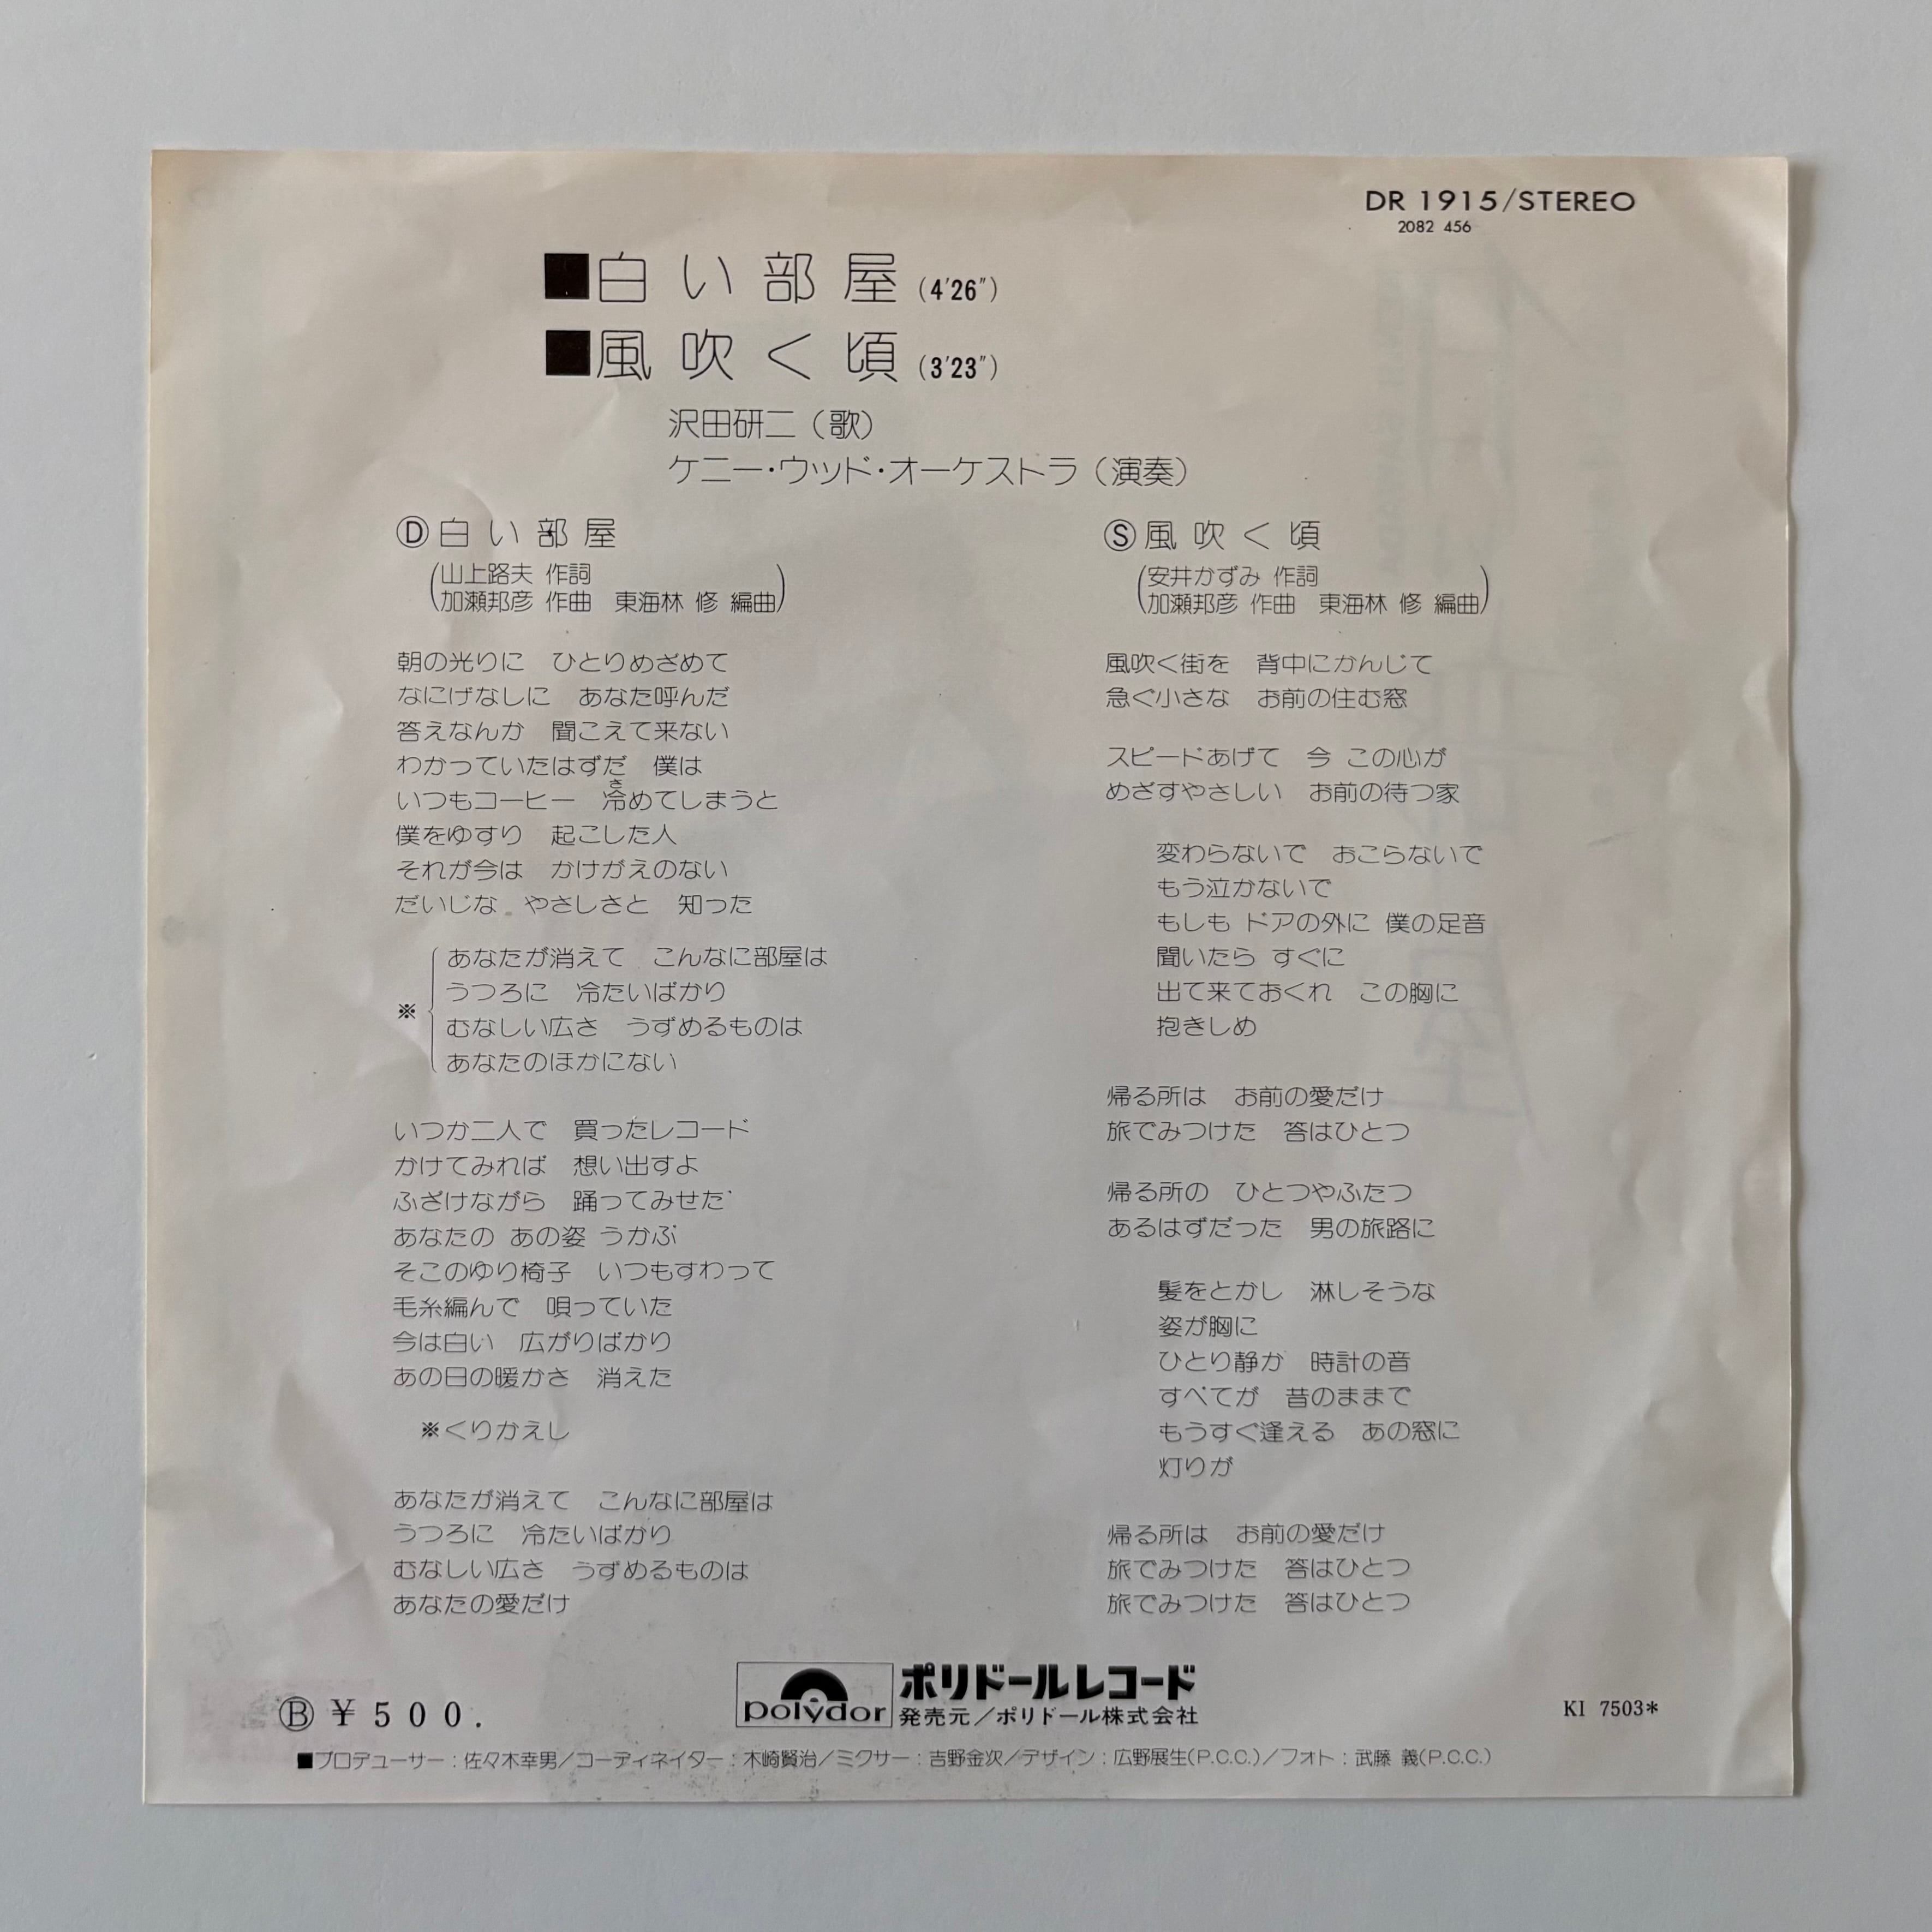 DR 1915/STEREO
2082 456
■白い部屋(4′26″)
■風吹く頃(3′23″)
沢田研二(歌)
ケニー・ウッド・オーケストラ(演奏)
Ⓓ白い部屋
(山上路夫 作詞
加瀬邦彦 作曲　東海林 修 編曲)
朝の光りに　ひとりめざめて
なにげなしに　あなた呼んだ
答えなんか　聞こえて来ない
わかっていたはずだ　僕は
さ
いつもコーヒー　冷めてしまうと
僕をゆすり　起こした人
それが今は　かけがえのない
だいじな　やさしさと　知った
※
あなたが消えて　こんなに部屋は
うつろに　冷たいばかり
むなしい広さ　うずめるものは
あなたのほかにない
いつか二人で　買ったレコード
かけてみれば　想い出すよ
ふざけながら　踊ってみせた
あなたの あの姿 うかぶ
そこのゆり椅子　いつもすわって
毛糸編んで　唄っていた
今は白い　広がりばかり
あの日の暖かさ　消えた
※くりかえし
あなたが消えて　こんなに部屋は
うつろに　冷たいばかり
むなしい広さ　うずめるものは
あなたの愛だけ
Ⓢ風吹く頃
(安井かずみ 作詞
加瀬邦彦 作曲　東海林 修 編曲)
風吹く街を　背中にかんじて
急ぐ小さな　お前の住む窓
スピードあげて　今 この心が
めざすやさしい　お前の待つ家
変わらないで　おこらないで
もう泣かないで
もしも ドアの外に 僕の足音
聞いたら すぐに
出て来ておくれ　この胸に
抱きしめ
帰る所は　お前の愛だけ
旅でみつけた　答はひとつ
帰る所の　ひとつやふたつ
あるはずだった　男の旅路に
髪をとかし　淋しそうな
姿が胸に
ひとり静か　時計の音
すべてが　昔のままで
もうすぐ逢える　あの窓に
灯りが
帰る所は　お前の愛だけ
旅でみつけた　答はひとつ
旅でみつけた　答はひとつ
Ⓑ ¥500.
polydor
ポリドールレコード
発売元/ポリドール株式会社
KI 7503*
■プロデューサー:佐々木幸男/コーディネイター:木崎賢治/ミクサー:吉野金次/デザイン:広野展生(P.C.C.)/フォト:武藤 義(P.C.C.)